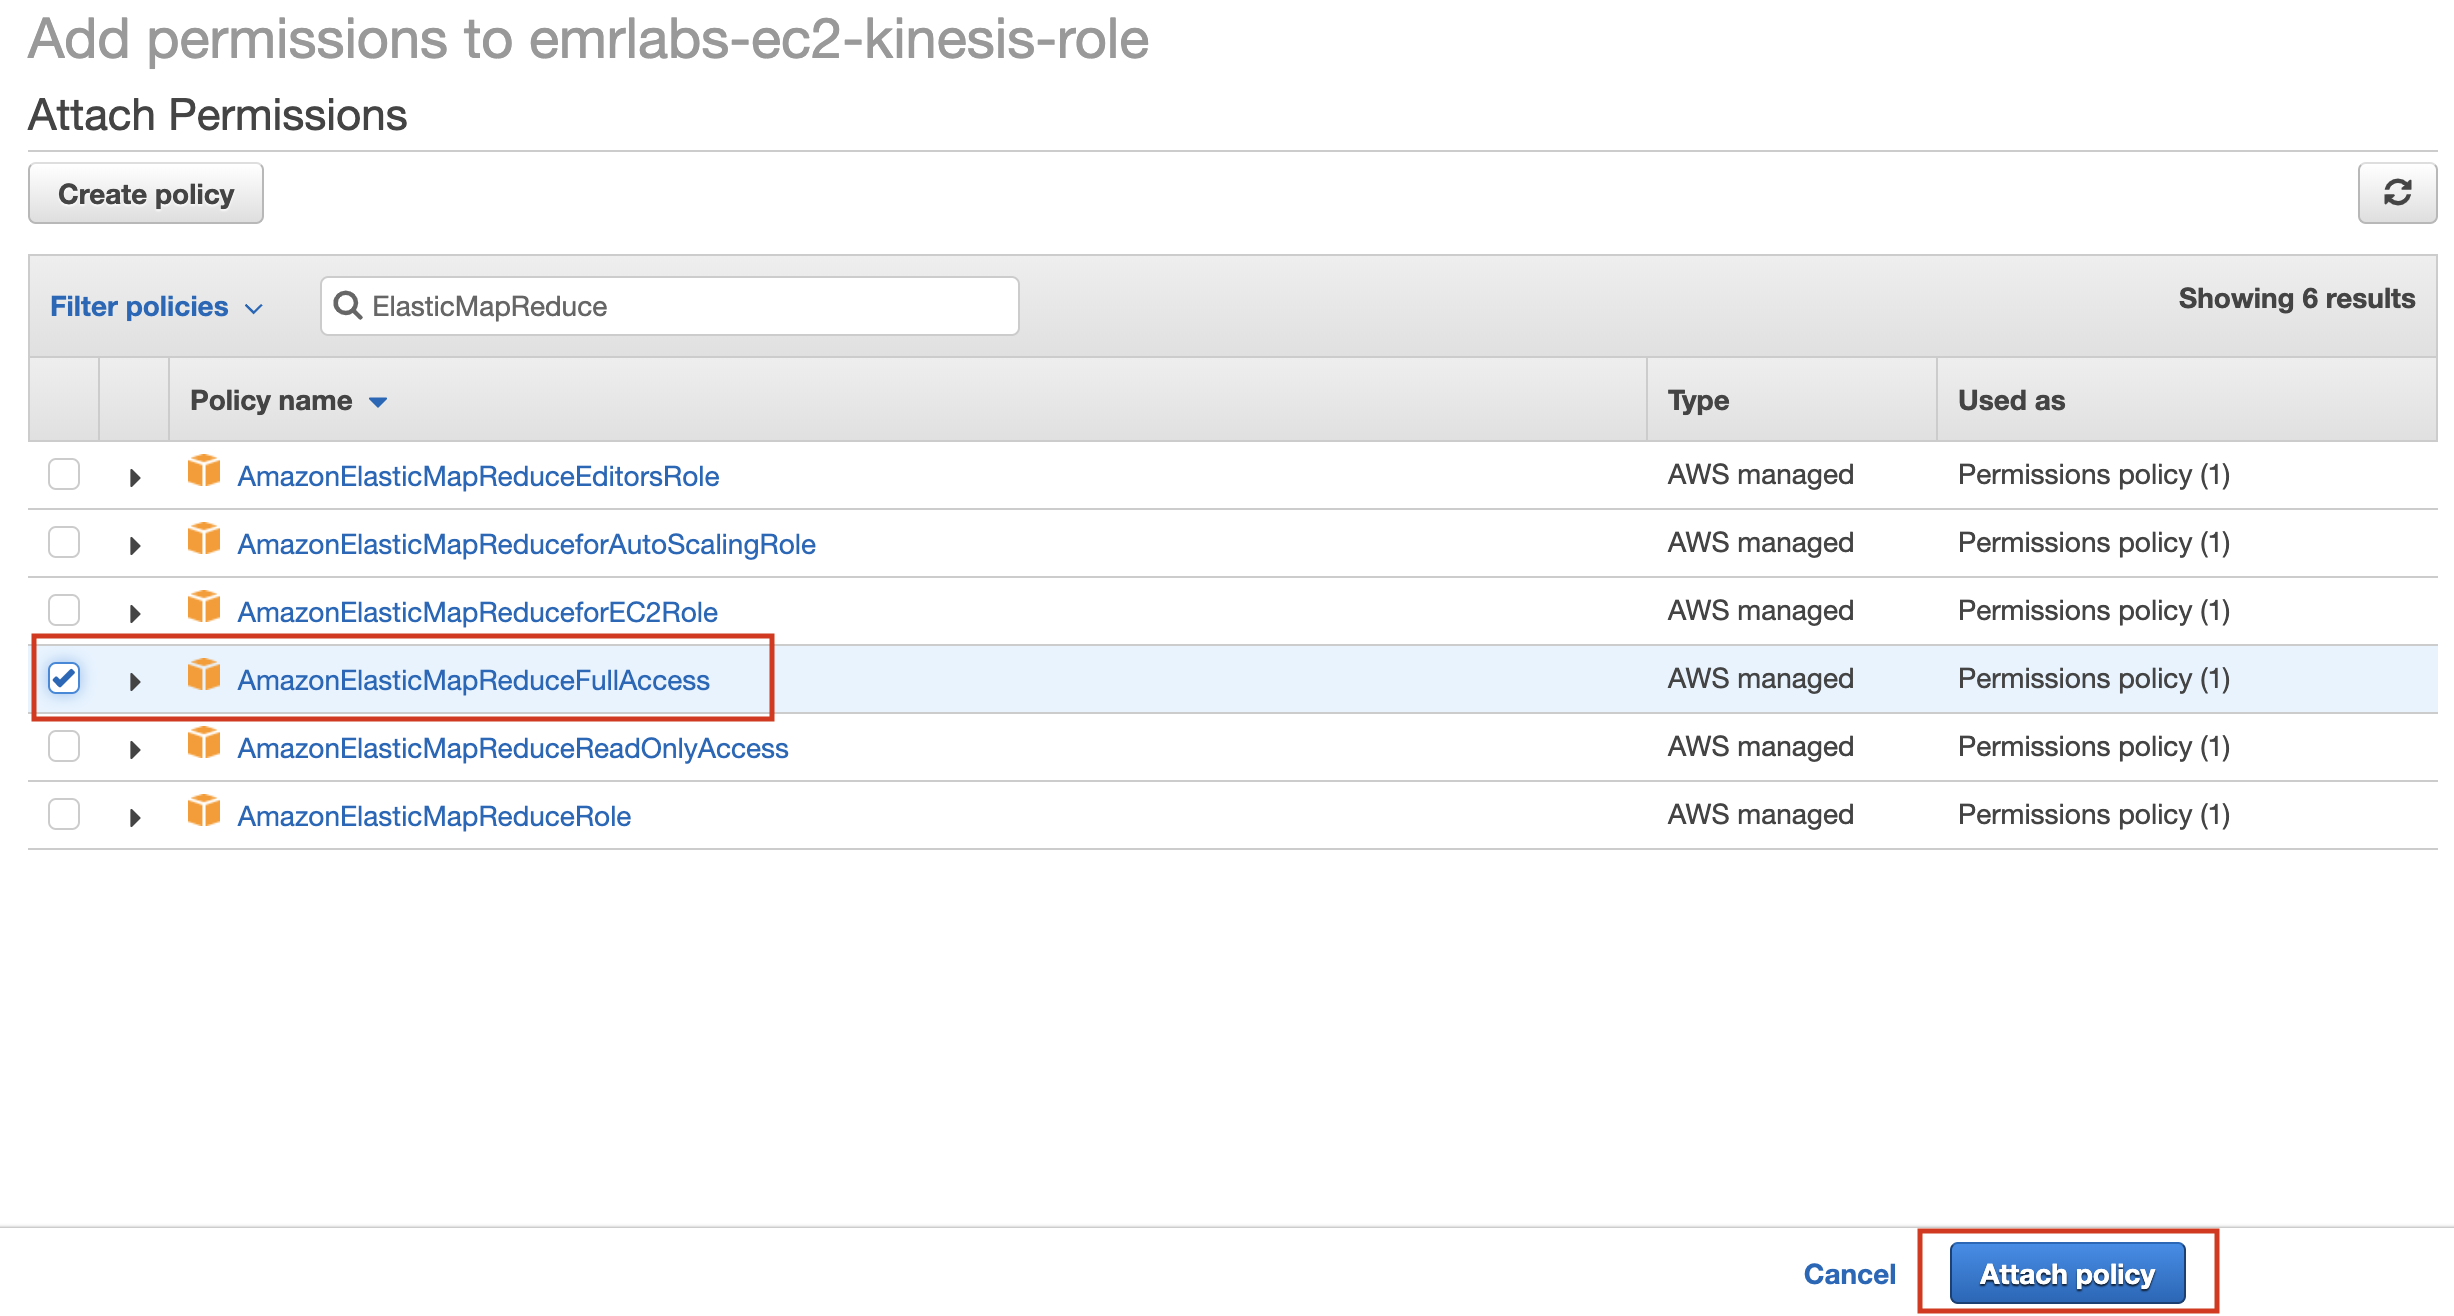 Add permissions to emrlabs-ec2-kinesis-role
Attach Permissions
Create policy
Filter policies ElasticMapReduce Showing 6 results
Policy name Type Used as
AmazonElasticMapReduceEditorsRole AWS managed Permissions policy (1)
AmazonElasticMapReduceforAutoScalingRole AWS managed Permissions policy (1)
AmazonElasticMapReduceforEC2Role AWS managed Permissions policy (1)
AmazonElasticMapReduceFullAccess AWS managed Permissions policy (1)
AmazonElasticMapReduceReadOnlyAccess AWS managed Permissions policy (1)
AmazonElasticMapReduceRole AWS managed Permissions policy (1)
Cancel Attach policy